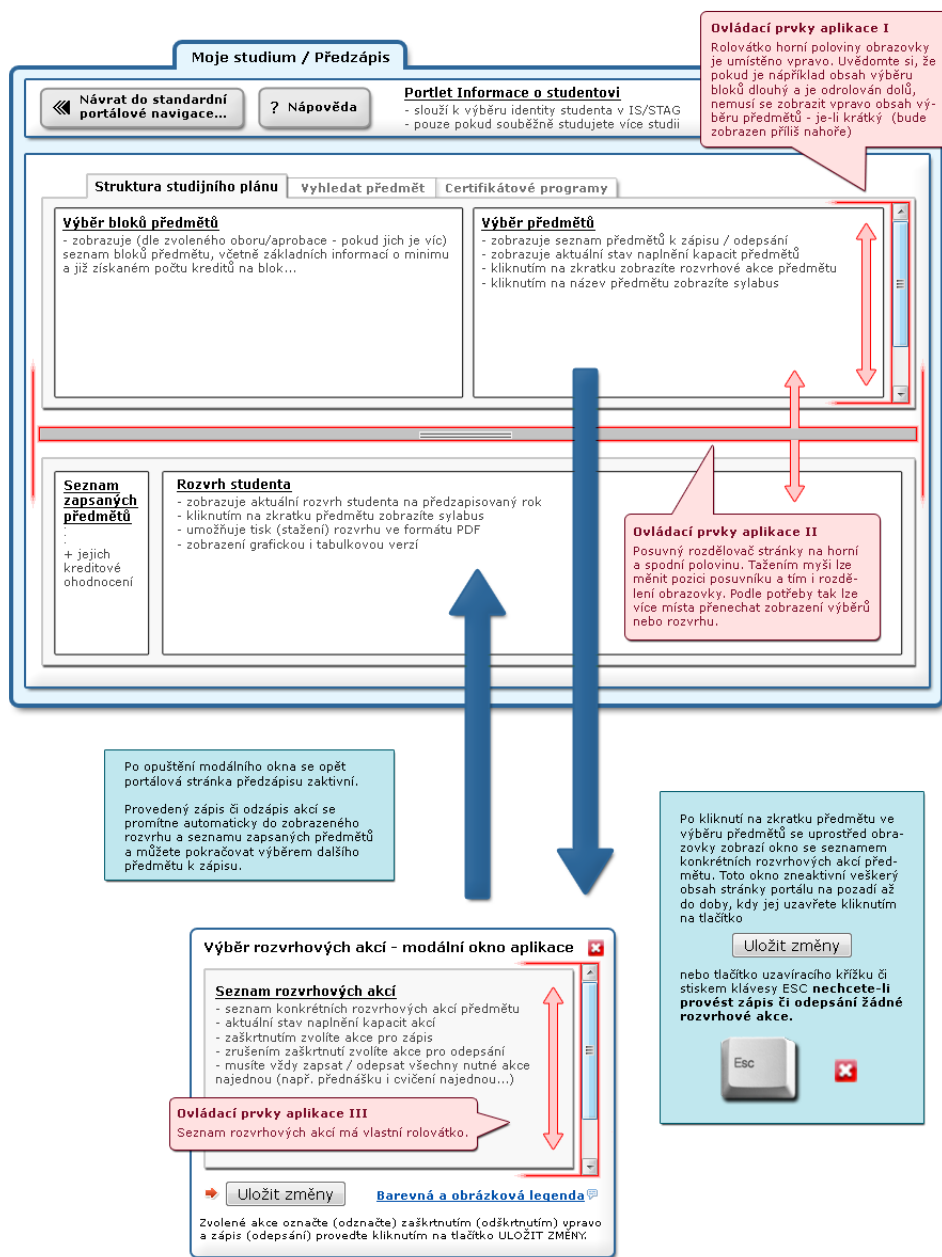 Ovládací prvky aplikace I
Rolovátko horní poloviny obrazovky
je umístěno vpravo. Uvědomte si, že
pokud je nápříklad obsah výběru
bloků dlouhý a je odrolován dolů,
nemusí se zobrazit vpravo obsah vý-
běru předmětů - je-li krátký (bude
zobrazen příliš nahoře)
Moje studium / Předzápis
Návrat do standardní
portálové navigace...
? Nápověda
Portlet Informace o studentovi
- slouží k výběru identity studenta v IS/STAG
- pouze pokud souběžně studujete více studii
Struktura studijního plánu
Vyhledat předmět
Certifikátové programy
Výběr bloků předmětů
- zobrazuje (dle zvoleného oboru/aprobace - pokud jich je víc)
seznam bloků předmětu, včetně základních informací o minimu
a již získaném počtu kreditů na blok...
Výběr předmětů
- zobrazuje seznam předmětů k zápisu / odepsání
- zobrazuje aktuální stav naplnění kapacit předmětů
- kliknutím na zkratku zobrazíte rozvrhové akce předmětu
- kliknutím na název předmětu zobrazíte sylabus
Seznam
zapsaných
předmětů
:
:
+ jejich
kreditové
ohodnocení
Rozvrh studenta
- zobrazuje aktuální rozvrh studenta na předzapisovaný rok
- kliknutím na zkratku předmětu zobrazíte sylabus
- umožňuje tisk (stažení) rozvrhu ve formátu PDF
- zobrazení grafickou i tabulkovou verzí
Ovládací prvky aplikace II
Posuvný rozdělovač stránky na horní
a spodní polovinu. Tažením myši lze
měnit pozici posuvníku a tím i rozdě-
lení obrazovky. Podle potřeby tak lze
více místa přenechat zobrazení výběrů
nebo rozvrhu.
Po opuštění modálního okna se opět
portálová stránka předzápisu zaktivní.
Provedený zápis či odzápis akcí se
promítne automaticky do zobrazeného
rozvrhu a seznamu zapsaných předmětů
a můžete pokračovat výběrem dalšího
předmětu k zápisu.
Po kliknutí na zkratku předmětu ve
výběru předmětů se uprostřed obra-
zovky zobrazí okno se seznamem
konkrétních rozvrhových akcí před-
mětu. Toto okno zneaktivní veškerý
obsah stránky portálu na pozadí až
do doby, kdy jej uzavřete kliknutím
na tlačítko
Uložit změny
nebo tlačítko uzavíracího křížku či
stiskem klávesy ESC nechcete-li
provést zápis či odepsání žádné
rozvrhové akce.
Esc
Výběr rozvrhových akcí - modální okno aplikace
Seznam rozvrhových akcí
- seznam konkrétních rozvrhových akcí předmětu
- aktuální stav naplnění kapacit akcí
- zaškrtnutím zvolíte akce pro zápis
- zrušením zaškrtnutí zvolíte akce pro odepsání
- musíte vždy zapsat / odepsat všechny nutné akce
najednou (např. přednášku i cvičení najednou...)
Ovládací prvky aplikace III
Seznam rozvrhových akcí má vlastní rolovátko.
Uložit změny
Barevná a obrázková legenda
Zvolené akce označte (odznačte) zaškrtnutím (odškrtnutím) vpravo
a zápis (odepsání) proveďte kliknutím na tlačítko ULOŽIT ZMĚNY.